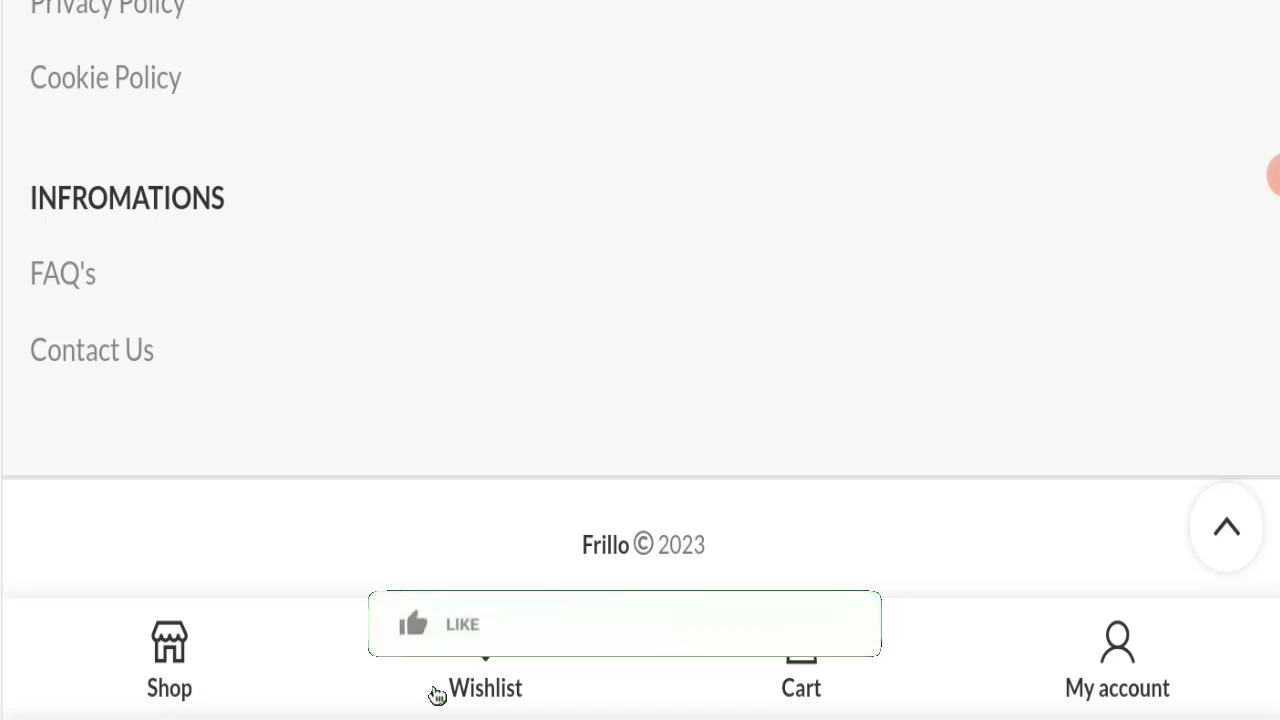 Privacy Policy
Cookie Policy
INFROMATIONS
FAQ's
Contact Us
Frillo © 2023
LIKE
Shop
Wishlist
Cart
My account